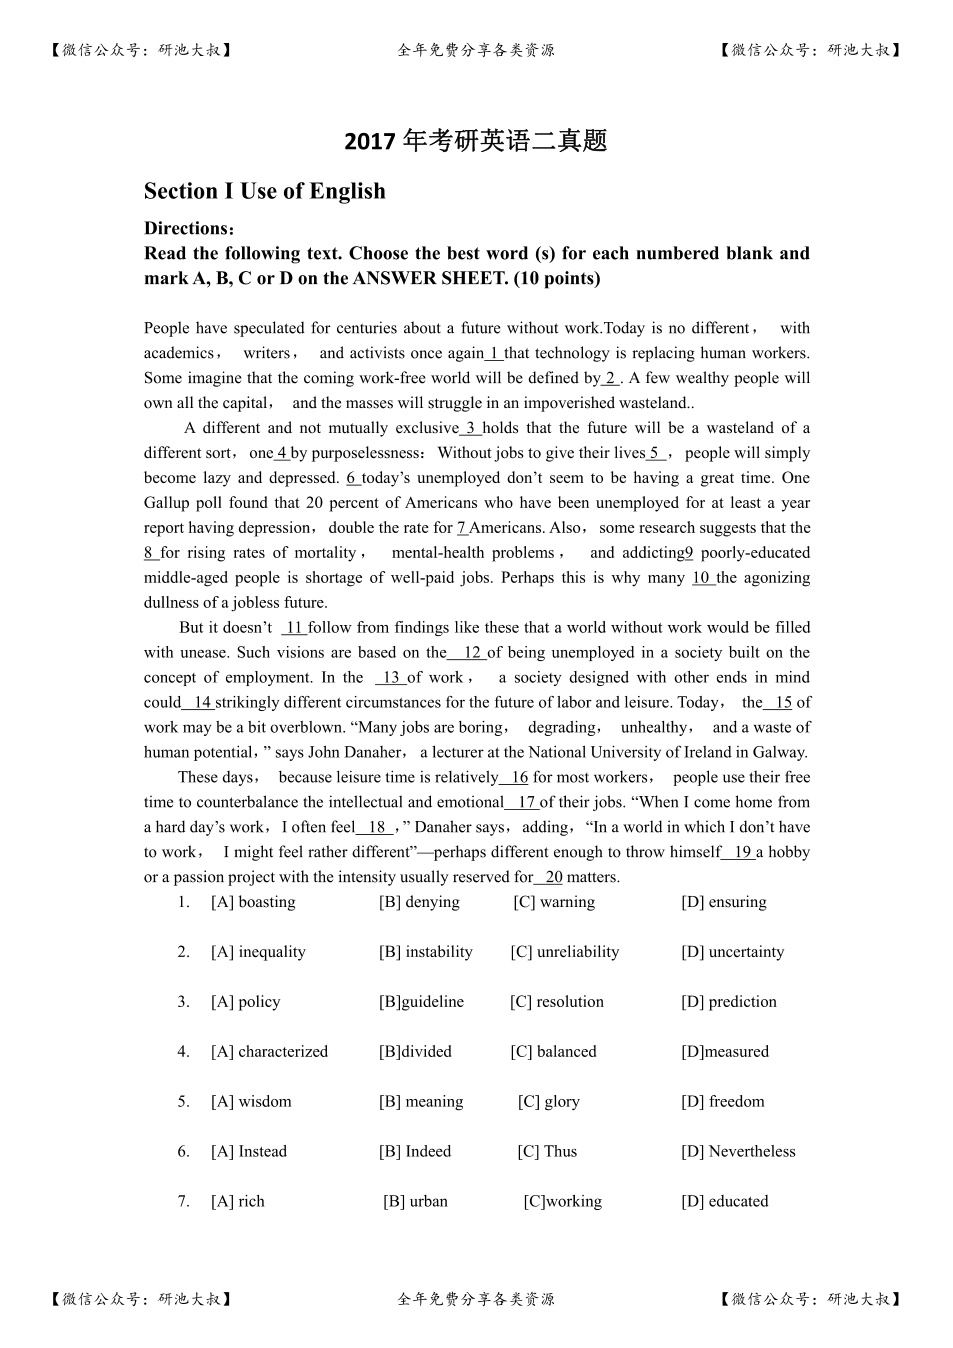 【微信公众号：研池大叔】 全年免费分享各类资源 【微信公众号：研池大叔】
2017 年考研英语二真题
Section I Use of English
Directions：
Read the following text. Choose the best word (s) for each numbered blank and
mark A, B, C or D on the ANSWER SHEET. (10 points)
People have speculated for centuries about a future without work.Today is no different， with
academics， writers， and activists once again 1 that technology is replacing human workers.
Some imagine that the coming work-free world will be defined by 2 . A few wealthy people will
own all the capital， and the masses will struggle in an impoverished wasteland..
A different and not mutually exclusive 3 holds that the future will be a wasteland of a
different sort，one 4 by purposelessness：Without jobs to give their lives 5 ，people will simply
become lazy and depressed. 6 today's unemployed don't seem to be having a great time. One
Gallup poll found that 20 percent of Americans who have been unemployed for at least a year
report having depression，double the rate for 7 Americans. Also，some research suggests that the
8 for rising rates of mortality， mental-health problems， and addicting9 poorly-educated
middle-aged people is shortage of well-paid jobs. Perhaps this is why many 10 the agonizing
dullness of a jobless future.
But it doesn't 11 follow from findings like these that a world without work would be filled
with unease. Such visions are based on the 12 of being unemployed in a society built on the
concept of employment. In the 13 of work， a society designed with other ends in mind
could 14 strikingly different circumstances for the future of labor and leisure. Today， the 15 of
work may be a bit overblown. “Many jobs are boring， degrading， unhealthy， and a waste of
human potential，” says John Danaher，a lecturer at the National University of Ireland in Galway.
These days， because leisure time is relatively 16 for most workers， people use their free
time to counterbalance the intellectual and emotional 17 of their jobs. “When I come home from
a hard day's work，I often feel 18 ，” Danaher says，adding，“In a world in which I don't have
to work， I might feel rather different”—perhaps different enough to throw himself 19 a hobby
or a passion project with the intensity usually reserved for 20 matters.
1. [A] boasting [B] denying [C] warning [D] ensuring
2. [A] inequality [B] instability [C] unreliability [D] uncertainty
3. [A] policy [B]guideline [C] resolution [D] prediction
4. [A] characterized [B]divided [C] balanced [D]measured
5. [A] wisdom [B] meaning [C] glory [D] freedom
6. [A] Instead [B] Indeed [C] Thus [D] Nevertheless
7. [A] rich [B] urban [C]working [D] educated
【微信公众号：研池大叔】 全年免费分享各类资源 【微信公众号：研池大叔】